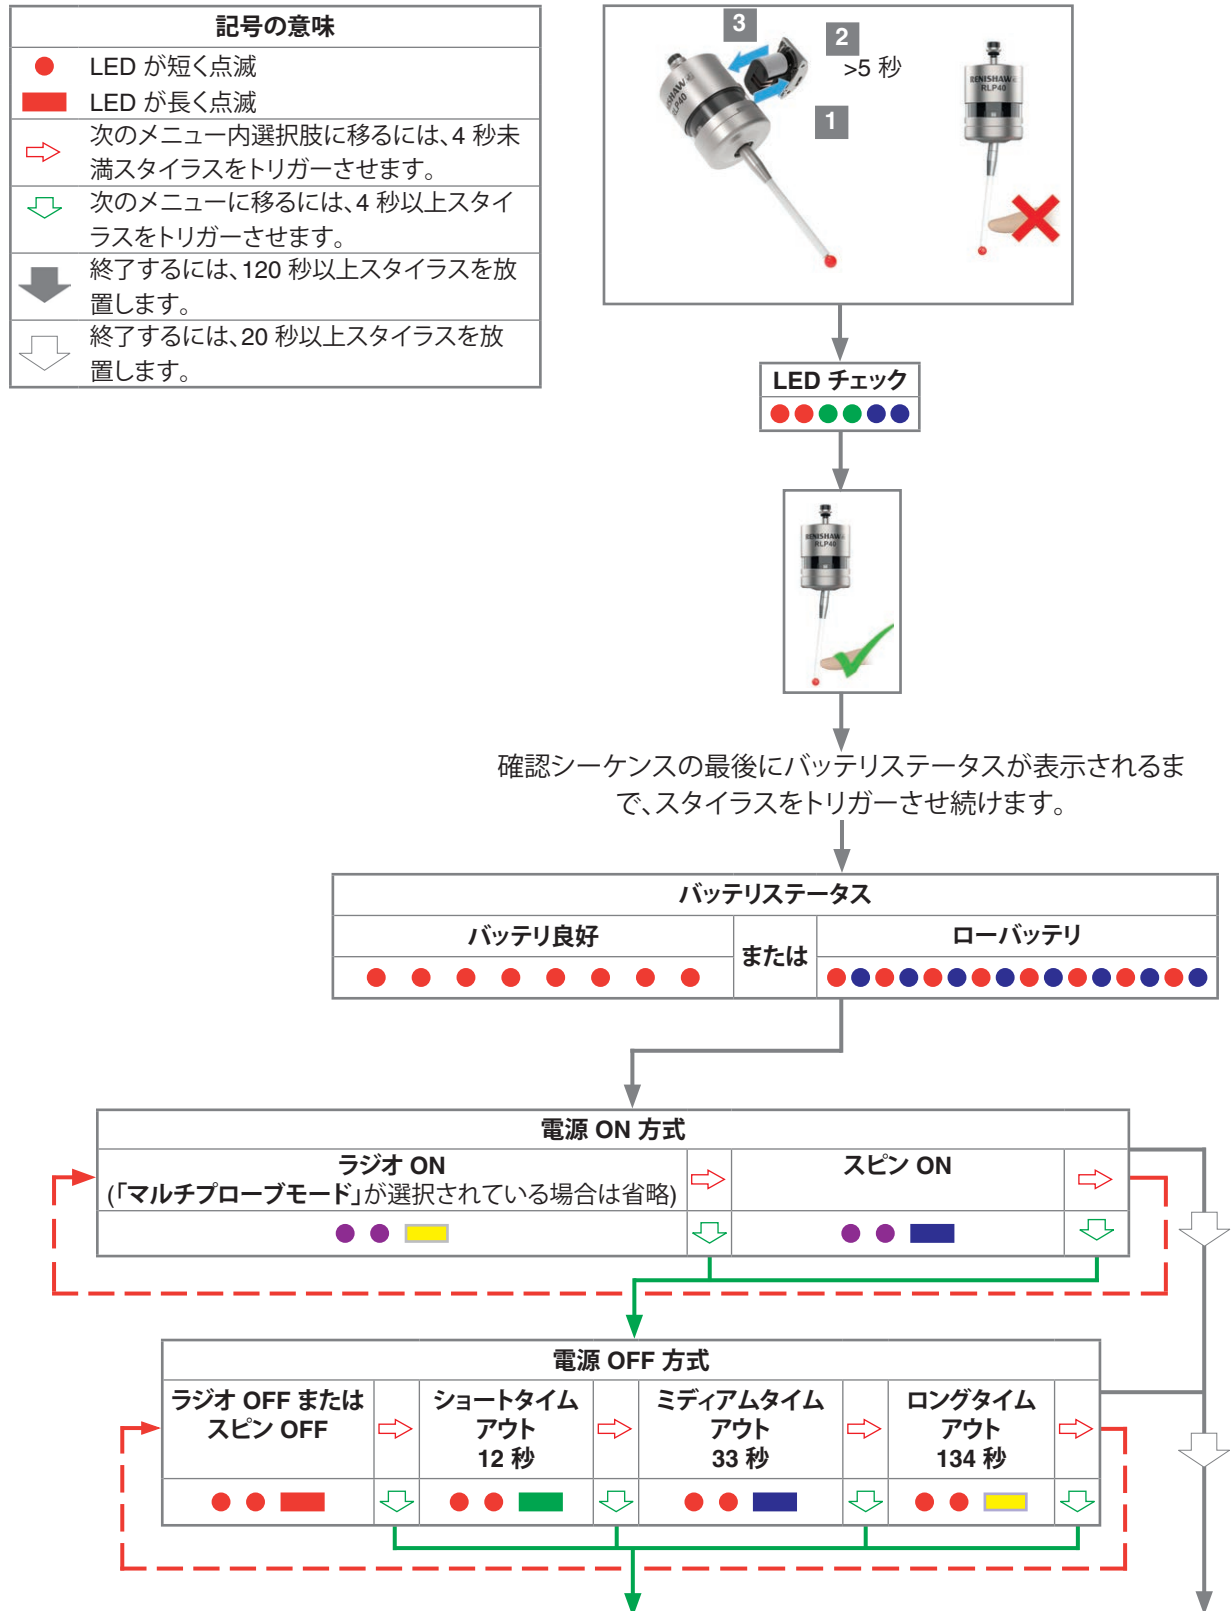 記号の意味
LED が短く点滅
LED が長く点滅
次のメニュー内選択肢に移るには、4 秒未
満スタイラスをトリガーさせます。
次のメニューに移るには、4 秒以上スタイ
ラスをトリガーさせます。
終了するには、120 秒以上スタイラスを放
置します。
終了するには、20 秒以上スタイラスを放
置します。
3
2
>5 秒
1
RENISHAW
RLP40
RENISHAW
RLP40
LED チェック
RENISHAW
RLP40
確認シーケンスの最後にバッテリステータスが表示されるま
で、スタイラスをトリガーさせ続けます。
バッテリステータス
バッテリ良好
または
ローバッテリ
電源 ON 方式
ラジオ ON
(「マルチプローブモード」が選択されている場合は省略)
スピン ON
電源 OFF 方式
ラジオ OFF または
スピン OFF
ショートタイム
アウト
12 秒
ミディアムタイム
アウト
33 秒
ロングタイム
アウト
134 秒